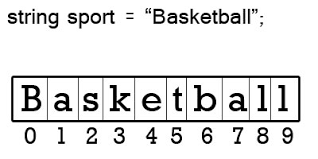 string sport = “Basketball”;
Basketball
0 1 2 3 4 5 6 7 8 9